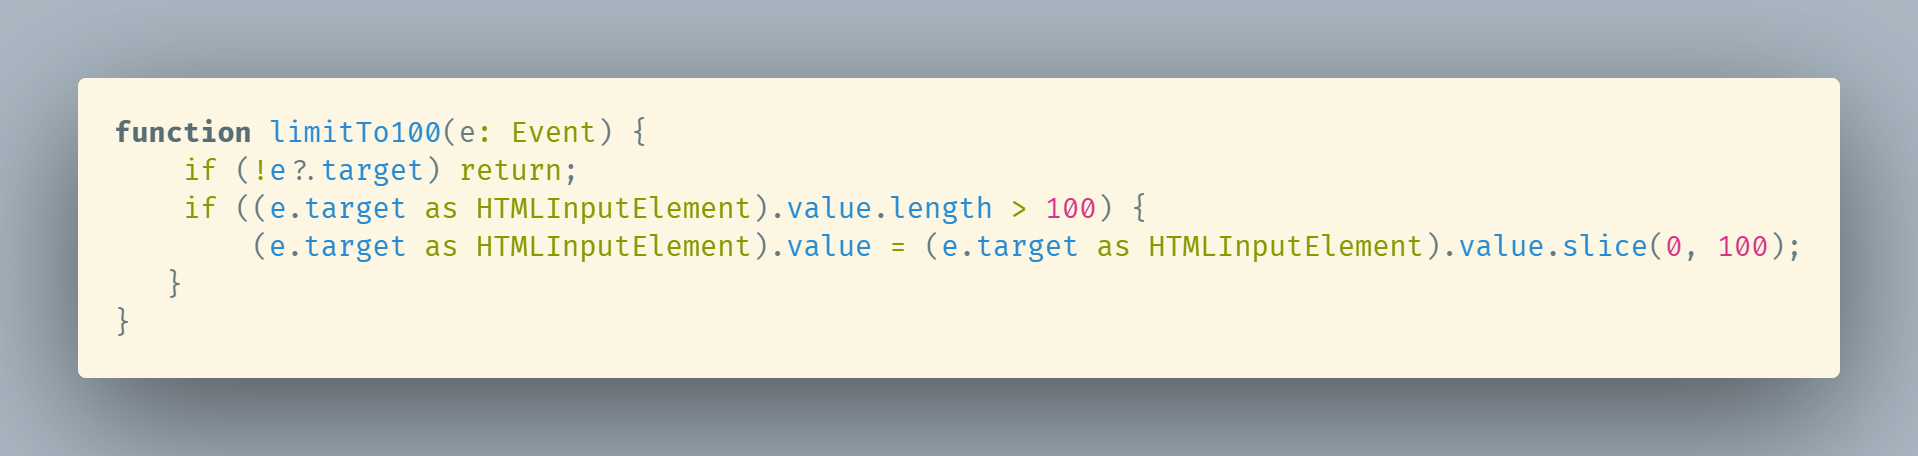 function limitTo100(e: Event) {
    if (!e?.target) return;
    if ((e.target as HTMLInputElement).value.length > 100) {
        (e.target as HTMLInputElement).value = (e.target as HTMLInputElement).value.slice(0, 100);
   }
}